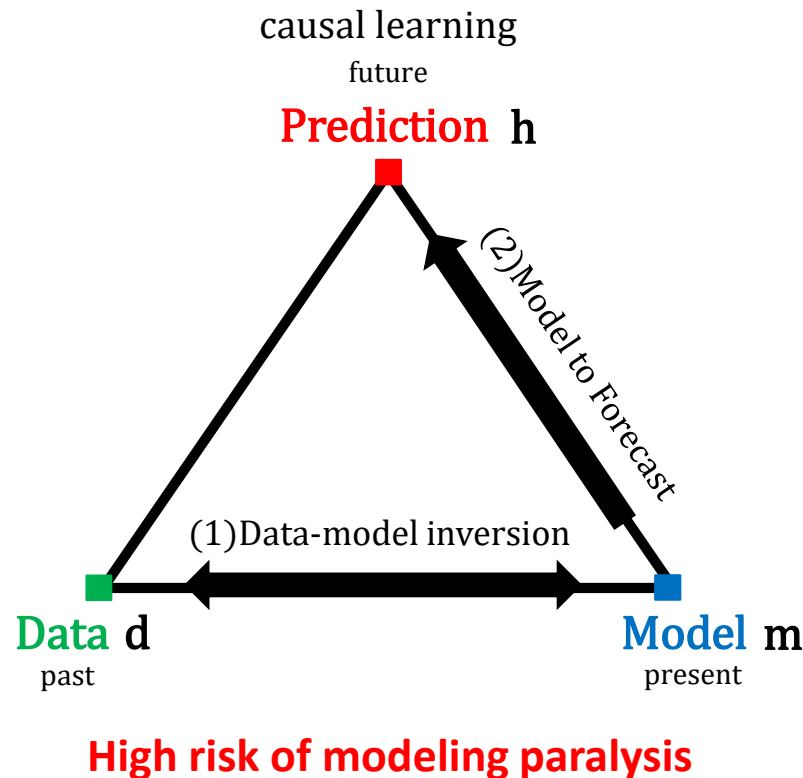 causal learning
future
Prediction h
(2)Model to Forecast
(1)Data-model inversion
Data d
past
Model m
present
High risk of modeling paralysis